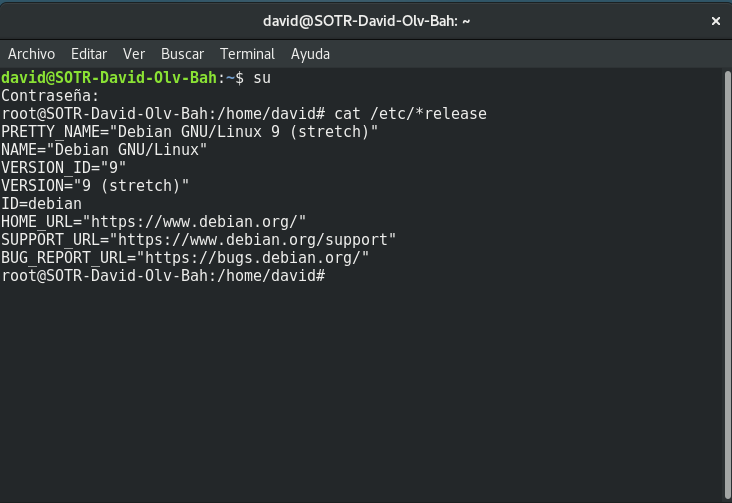 david@SOTR-David-Olv-Bah: ~
Archivo Editar Ver Buscar Terminal Ayuda
david@SOTR-David-Olv-Bah:~$ su
Contraseña:
root@SOTR-David-Olv-Bah:/home/david# cat /etc/*release
PRETTY_NAME="Debian GNU/Linux 9 (stretch)"
NAME="Debian GNU/Linux"
VERSION_ID="9"
VERSION="9 (stretch)"
ID=debian
HOME_URL="https://www.debian.org/"
SUPPORT_URL="https://www.debian.org/support"
BUG_REPORT_URL="https://bugs.debian.org/"
root@SOTR-David-Olv-Bah:/home/david#